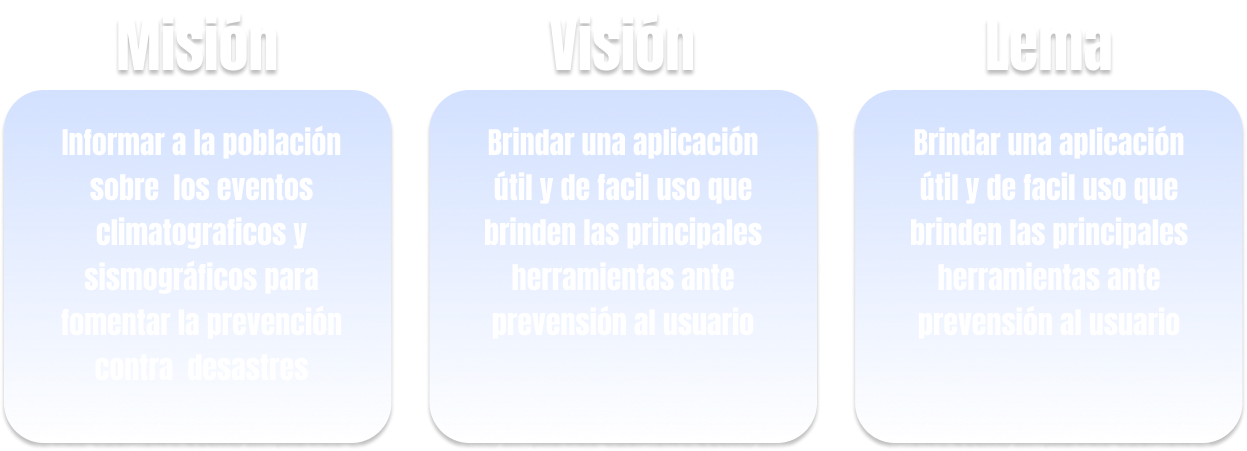 Misión
Informar a la población
sobre los eventos
climatograficos y
sismográficos para
fomentar la prevención
contra desastres
Visión
Brindar una aplicación
útil y de facil uso que
brinden las principales
herramientas ante
prevensión al usuario
Lema
Brindar una aplicación
útil y de facil uso que
brinden las principales
herramientas ante
prevensión al usuario